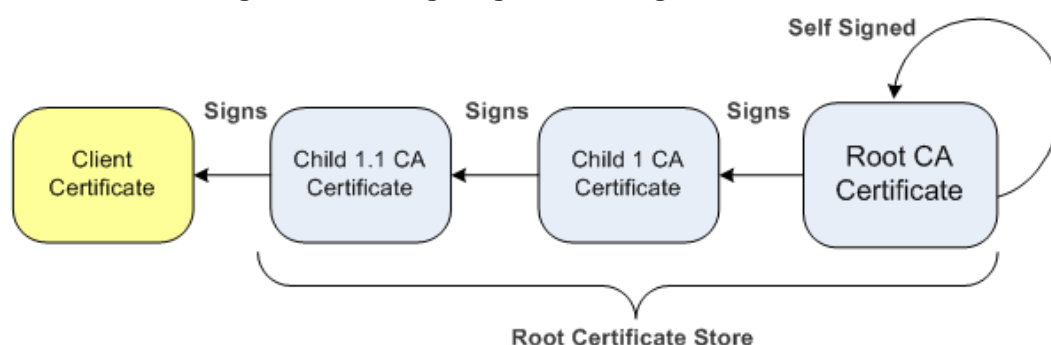 Self Signed
Signs
Signs
Signs
Client
Certificate
Child 1.1 CA
Certificate
Child 1 CA
Certificate
Root CA
Certificate
Root Certificate Store